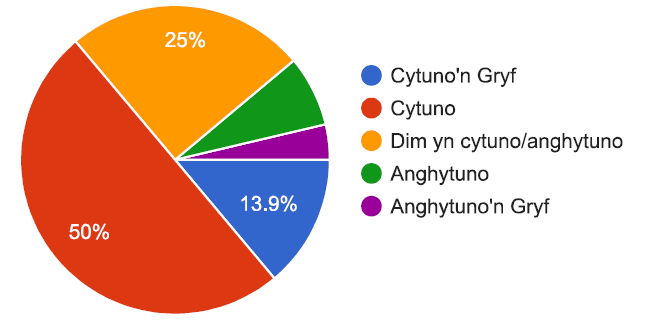 25%
13.9%
50%
Cytuno'n Gryf
Cytuno
Dim yn cytuno/anghytuno
Anghytuno
Anghytuno'n Gryf